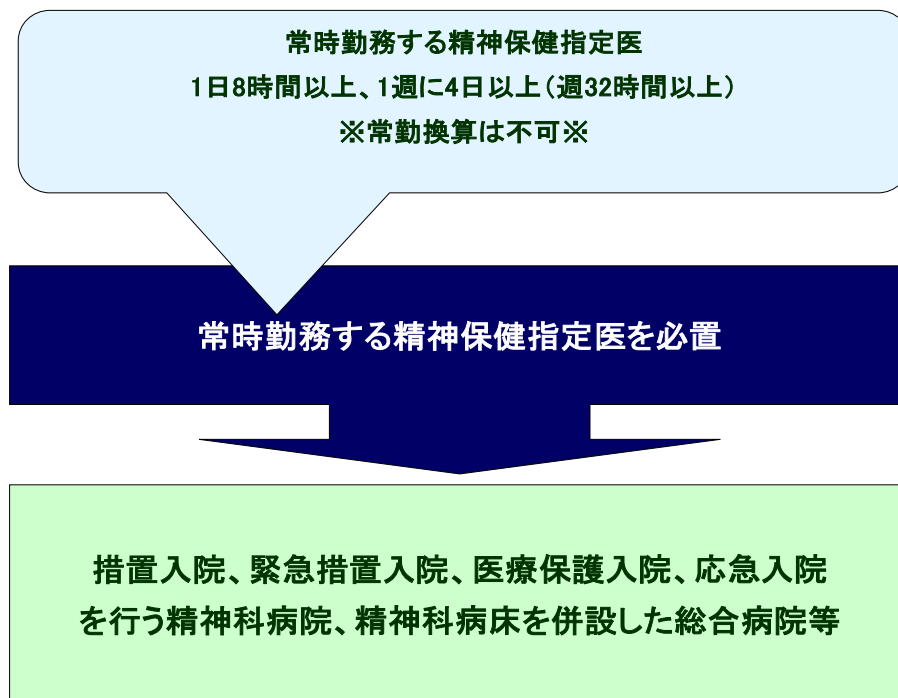 常時勤務する精神保健指定医
1日8時間以上、1週に4日以上(週32時間以上)
※常勤換算は不可※
常時勤務する精神保健指定医を必置
措置入院、緊急措置入院、医療保護入院、応急入院
を行う精神科病院、精神科病床を併設した総合病院等